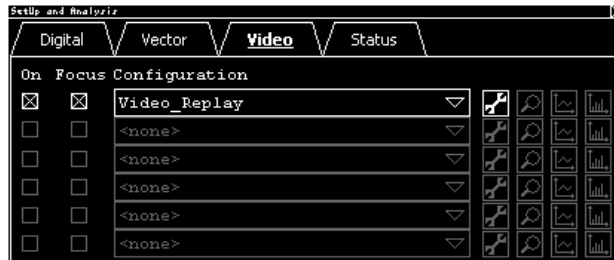 SetUp and Analysis
Digital Vector Video Status
On Focus Configuration
Video_Replay
<none>
<none>
<none>
<none>
<none>